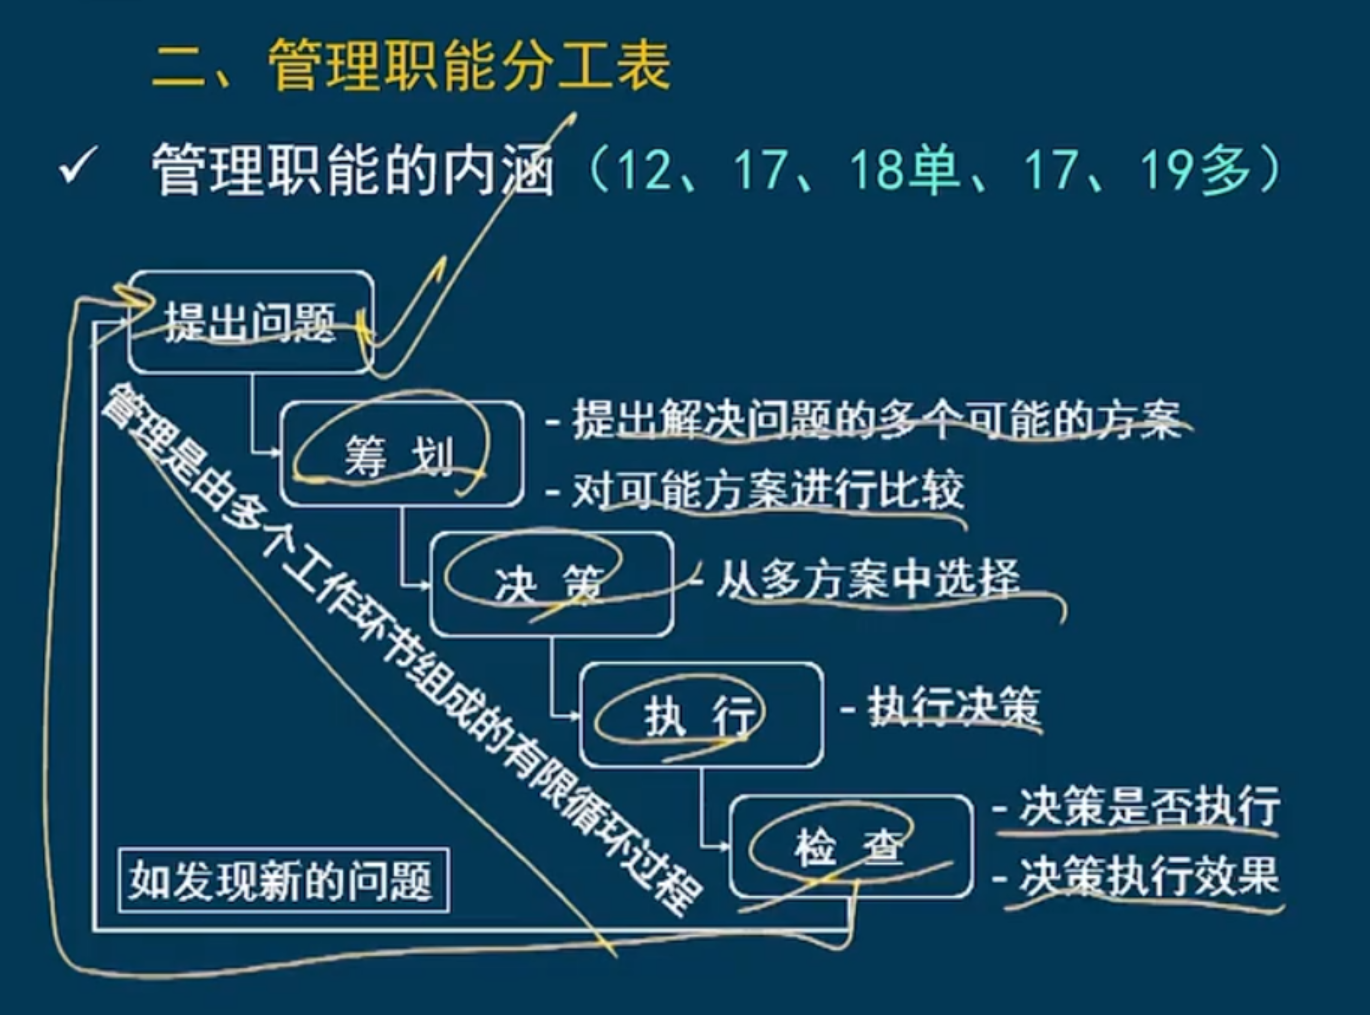 二、管理职能分工表
✓ 管理职能的内涵（12、17、18单、17、19多）
提出问题
筹 划
- 提出解决问题的多个可能的方案
- 对可能方案进行比较
决 策
- 从多方案中选择
执 行
- 执行决策
检 查
- 决策是否执行
- 决策执行效果
管理是由多个工作环节组成的有限循环过程
如发现新的问题